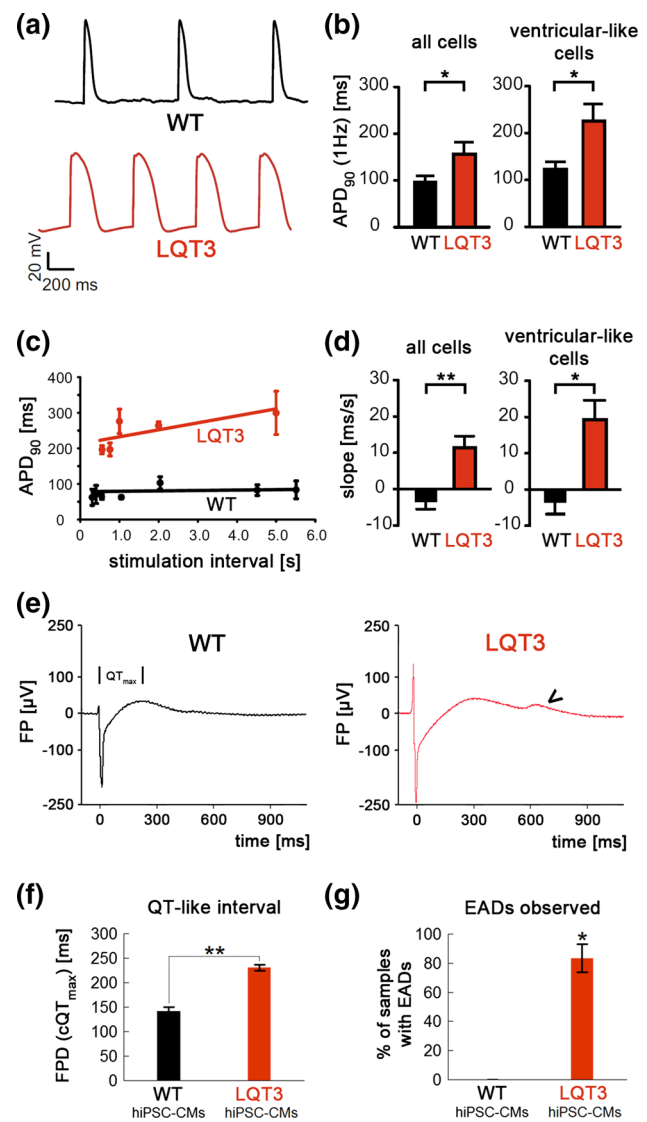 (a)
WT
LQT3
20 mV
200 ms
(b)
all cells
ventricular-like
cells
APD90 (1Hz) [ms]
300
200
100
0
*
WT LQT3
300
200
100
0
*
WT LQT3
(c)
APD90 [ms]
400
300
200
100
50
0
LQT3
WT
0 1.0 2.0 3.0 4.0 5.0 6.0
stimulation interval [s]
(d)
all cells
ventricular-like
cells
slope [ms/s]
30
20
10
0
-10
**
WT LQT3
30
20
10
0
-10
*
WT LQT3
(e)
WT
FP [µV]
250
100
0
-100
-250
QTmax
0 300 600 900
time [ms]
LQT3
FP [µV]
250
100
0
-100
-250
0 300 600 900
time [ms]
(f)
QT-like interval
FPD (cQTmax) [ms]
300
250
200
150
100
50
0
**
WT LQT3
hiPSC-CMs hiPSC-CMs
(g)
EADs observed
% of samples
with EADs
100
80
60
40
20
0
*
WT LQT3
hiPSC-CMs hiPSC-CMs